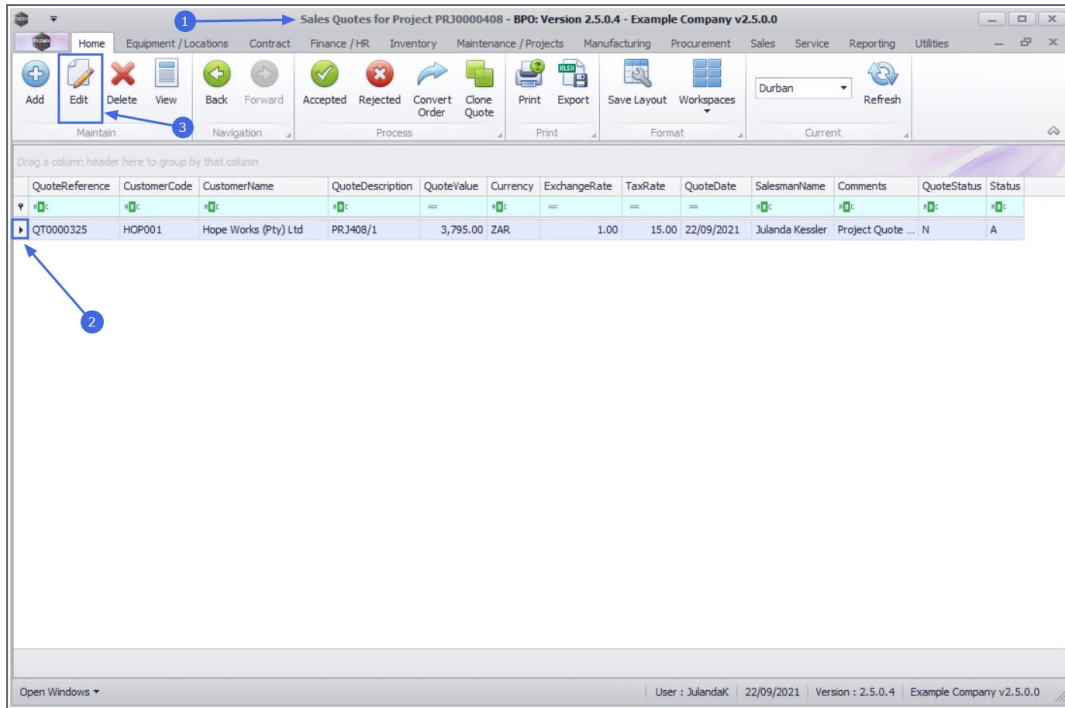 1
Sales Quotes for Project PRJ0000408 - BPO: Version 2.5.0.4 - Example Company v2.5.0.0
Home Equipment / Locations Contract Finance / HR Inventory Maintenance / Projects Manufacturing Procurement Sales Service Reporting Utilities
Add Edit Delete View Back Forward Accepted Rejected Convert Order Clone Quote Print Export Save Layout Workspaces Durban Refresh
3
Maintain Navigation Process Print Format Current
Drag a column header here to group by that column
QuoteReference CustomerCode CustomerName QuoteDescription QuoteValue Currency ExchangeRate TaxRate QuoteDate SalesmanName Comments QuoteStatus Status
QT0000325 HOP001 Hope Works (Pty) Ltd PRJ408/1 3,795.00 ZAR 1.00 15.00 22/09/2021 Julanda Kessler Project Quote ... N A
2
Open Windows User : JulandaK 22/09/2021 Version : 2.5.0.4 Example Company v2.5.0.0